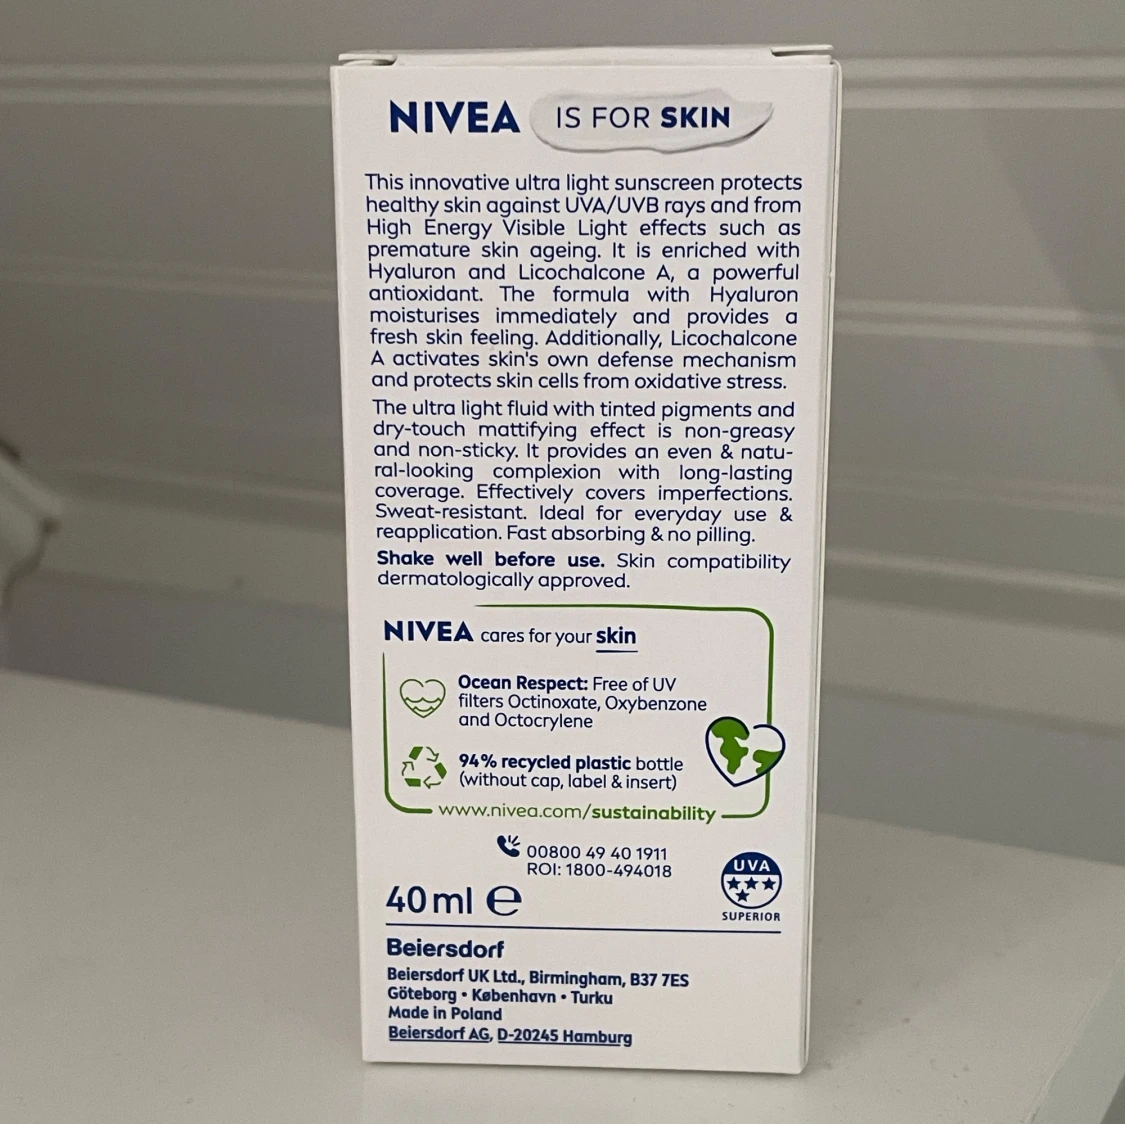 NIVEA IS FOR SKIN
This innovative ultra light sunscreen protects
healthy skin against UVA/UVB rays and from
High Energy Visible Light effects such as
premature skin ageing. It is enriched with
Hyaluron and Licochalcone A, a powerful
antioxidant. The formula with Hyaluron
moisturises immediately and provides a
fresh skin feeling. Additionally, Licochalcone
A activates skin's own defense mechanism
and protects skin cells from oxidative stress.
The ultra light fluid with tinted pigments and
dry-touch mattifying effect is non-greasy
and non-sticky. It provides an even & natu-
ral-looking complexion with long-lasting
coverage. Effectively covers imperfections.
Sweat-resistant. Ideal for everyday use &
reapplication. Fast absorbing & no pilling.
Shake well before use. Skin compatibility
dermatologically approved.
NIVEA cares for your skin
Ocean Respect: Free of UV
filters Octinoxate, Oxybenzone
and Octocrylene
94% recycled plastic bottle
(without cap, label & insert)
www.nivea.com/sustainability
00800 49 40 1911
ROI: 1800-494018
UVA
SUPERIOR
40 ml e
Beiersdorf
Beiersdorf UK Ltd., Birmingham, B37 7ES
Göteborg • København • Turku
Made in Poland
Beiersdorf AG, D-20245 Hamburg